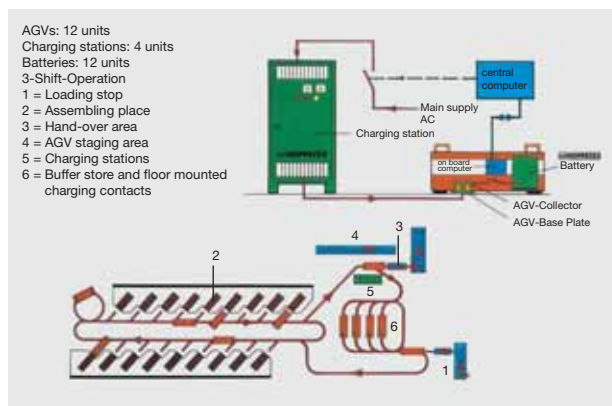 AGVs: 12 units
Charging stations: 4 units
Batteries: 12 units
3-Shift-Operation
1 = Loading stop
2 = Assembling place
3 = Hand-over area
4 = AGV staging area
5 = Charging stations
6 = Buffer store and floor mounted
charging contacts
central
computer
Main supply
AC
Charging station
on board
computer
Battery
AGV-Collector
AGV-Base Plate
4
3
2
5
6
1